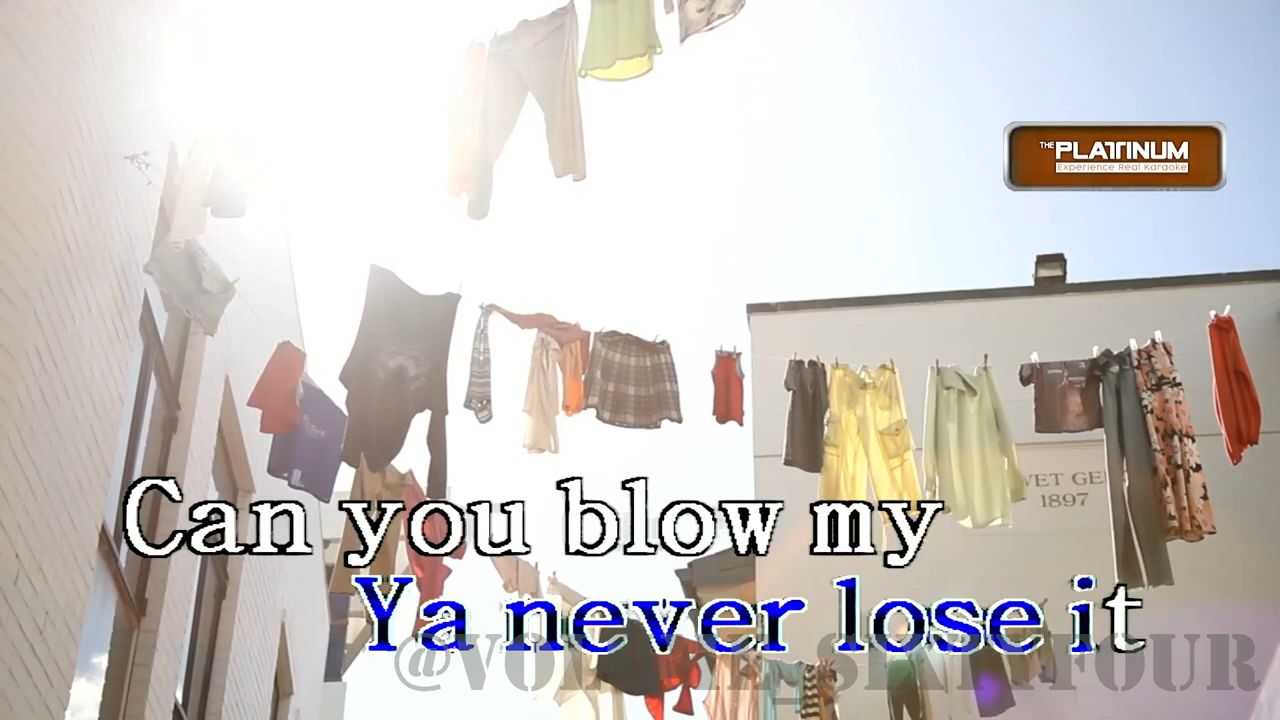 THE PLATINUM
Experience Real Karaoke
1897
Can you blow my
Ya never lose it